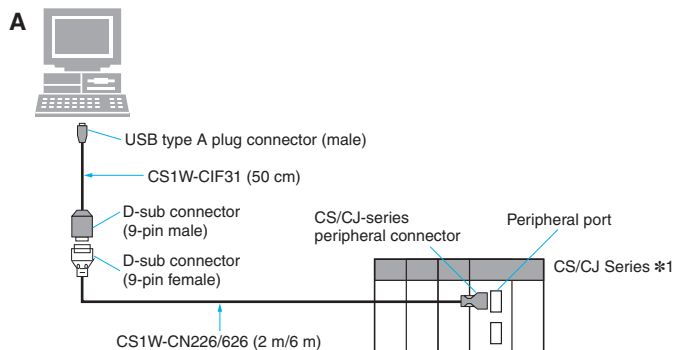 A
USB type A plug connector (male)
CS1W-CIF31 (50 cm)
D-sub connector
(9-pin male)
D-sub connector
(9-pin female)
CS/CJ-series
peripheral connector
Peripheral port
CS/CJ Series ✻1
CS1W-CN226/626 (2 m/6 m)